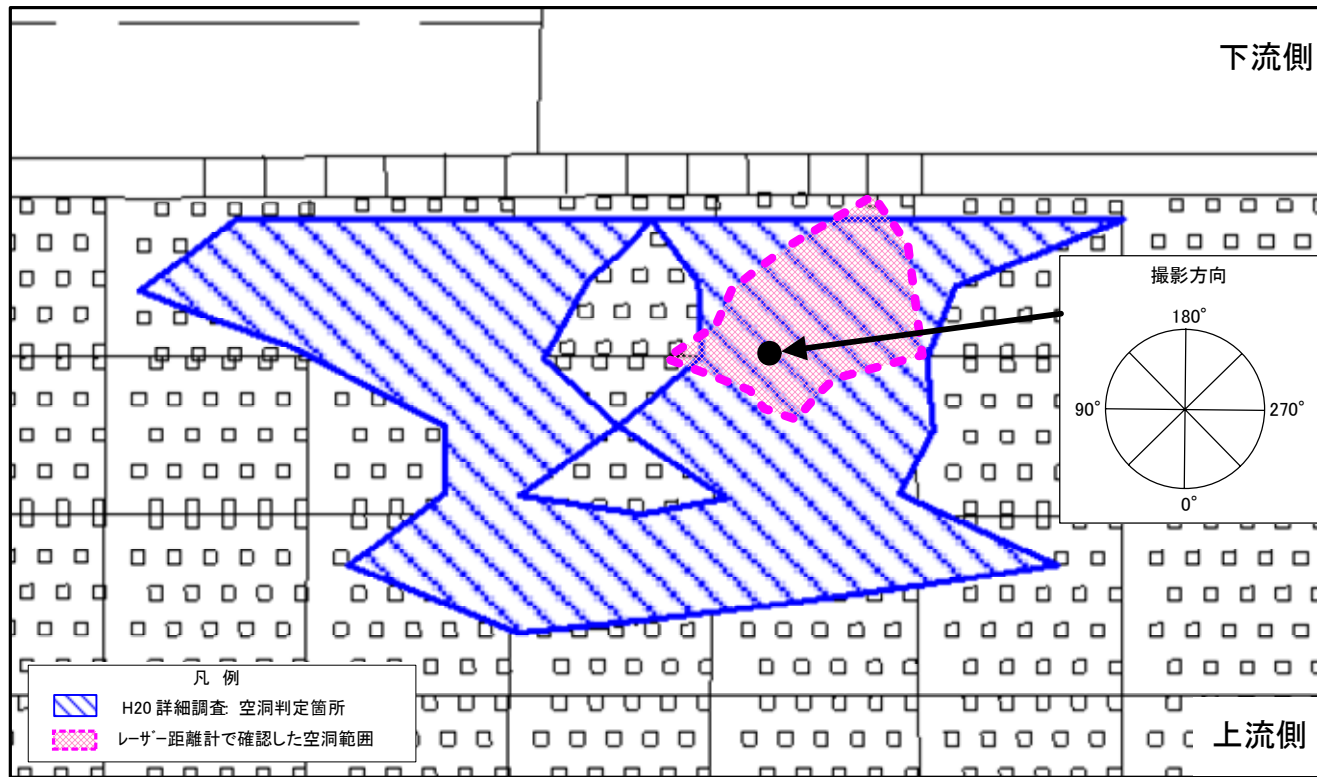 下流側
撮影方向
180°
90°
270°
0°
凡 例
H20 詳細調査: 空洞判定箇所
レーザー距離計で確認した空洞範囲
上流側